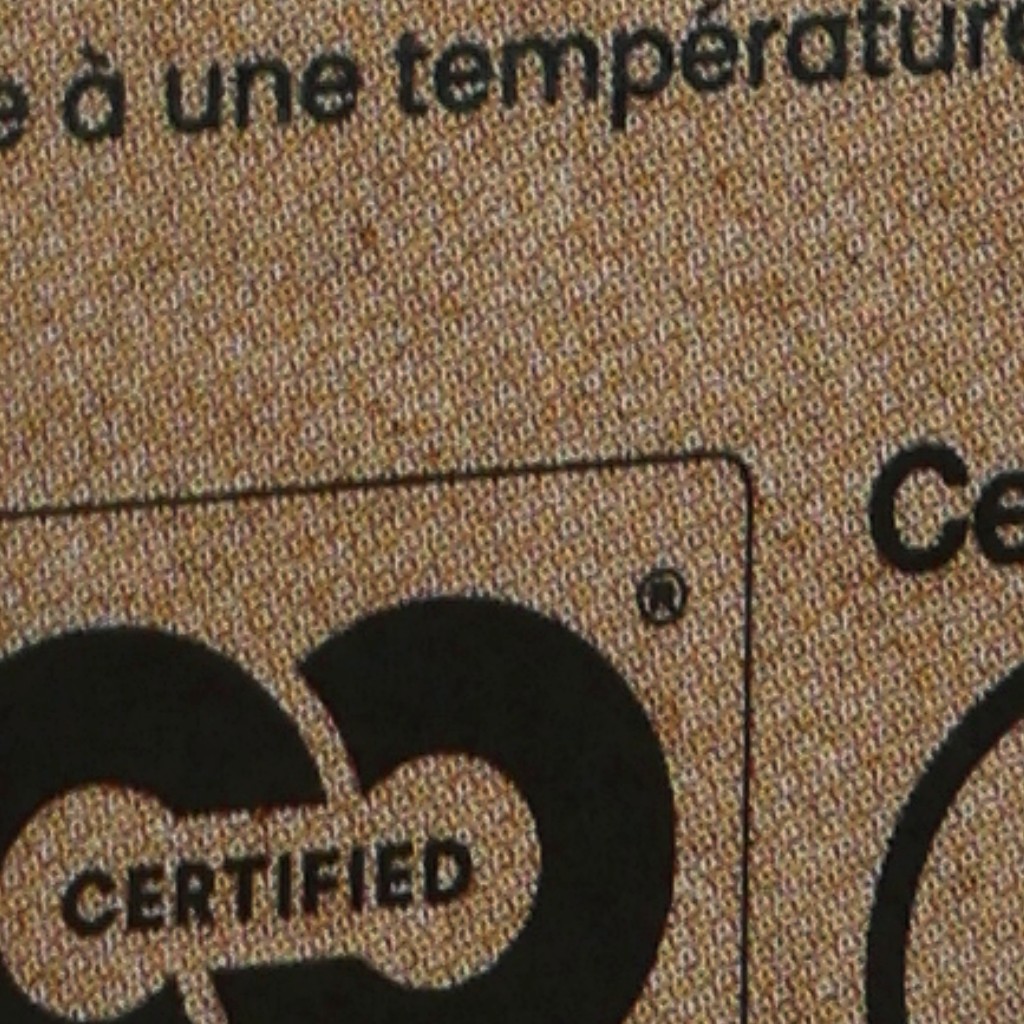 e à une température
Ce
®
CERTIFIED